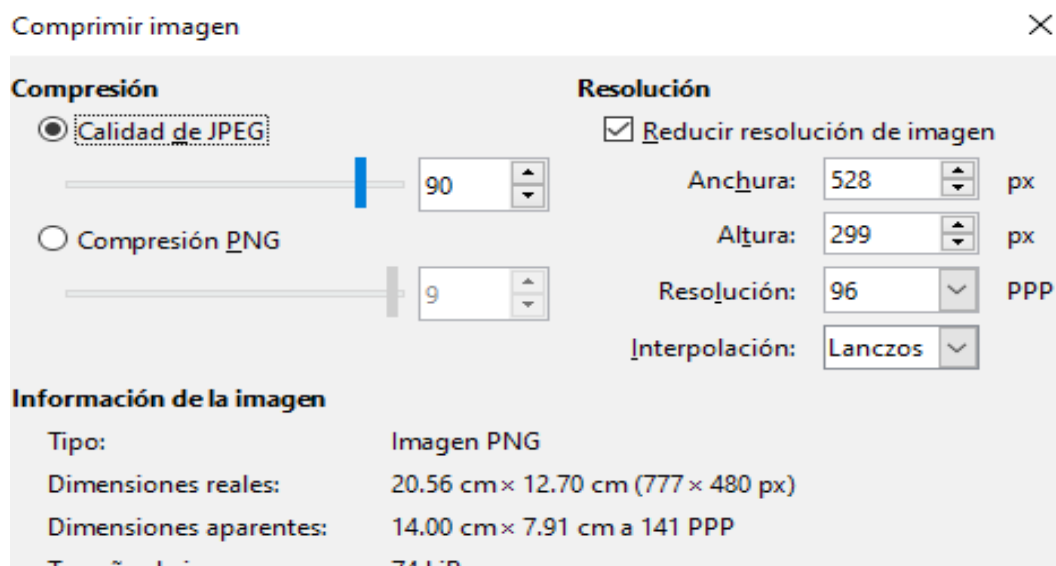 Comprimir imagen
Compresión
Calidad de JPEG
90
Compresión PNG
9
Resolución
Reducir resolución de imagen
Anchura: 528 px
Altura: 299 px
Resolución: 96 PPP
Interpolación: Lanczos
Información de la imagen
Tipo: Imagen PNG
Dimensiones reales: 20.56 cm × 12.70 cm (777 × 480 px)
Dimensiones aparentes: 14.00 cm × 7.91 cm a 141 PPP